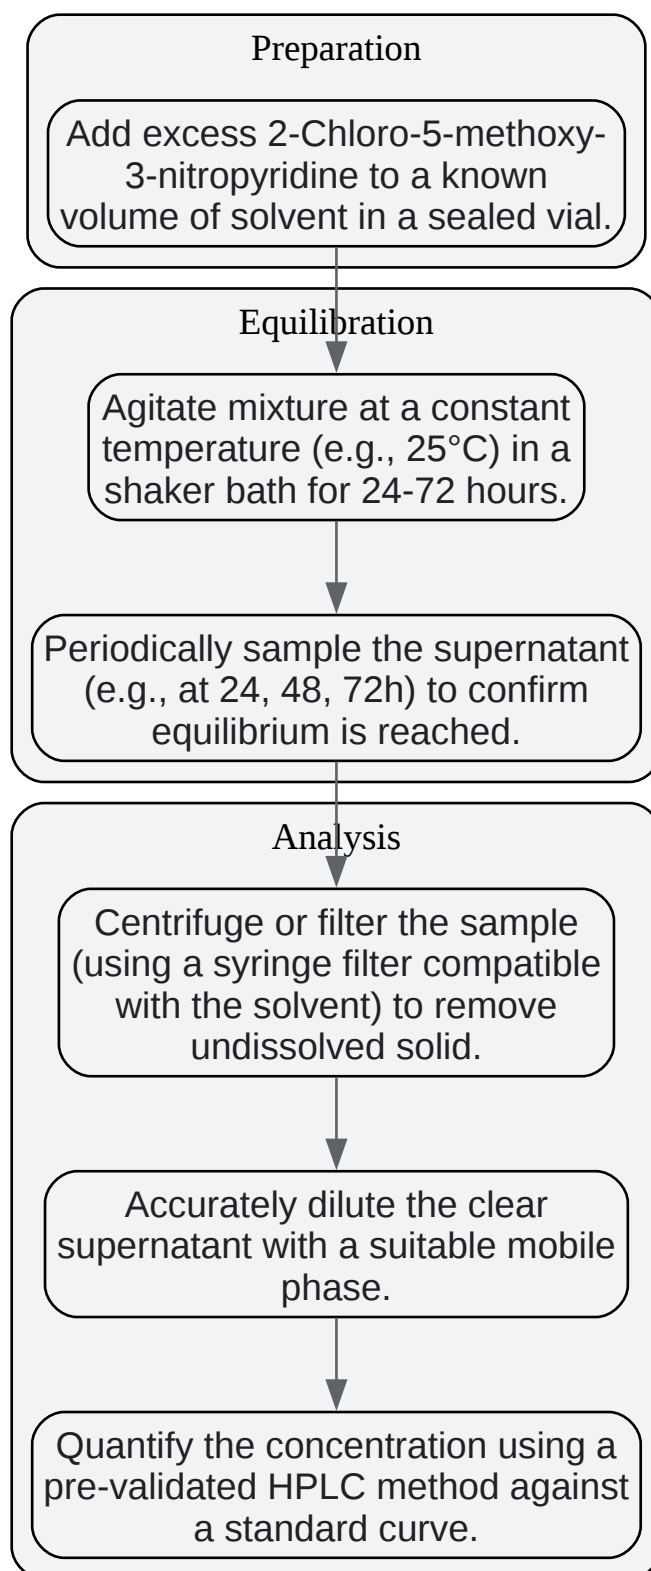 Preparation
Add excess 2-Chloro-5-methoxy-
3-nitropyridine to a known
volume of solvent in a sealed vial.
Equilibration
Agitate mixture at a constant
temperature (e.g., 25°C) in a
shaker bath for 24-72 hours.
Periodically sample the supernatant
(e.g., at 24, 48, 72h) to confirm
equilibrium is reached.
Analysis
Centrifuge or filter the sample
(using a syringe filter compatible
with the solvent) to remove
undissolved solid.
Accurately dilute the clear
supernatant with a suitable mobile
phase.
Quantify the concentration using a
pre-validated HPLC method against
a standard curve.